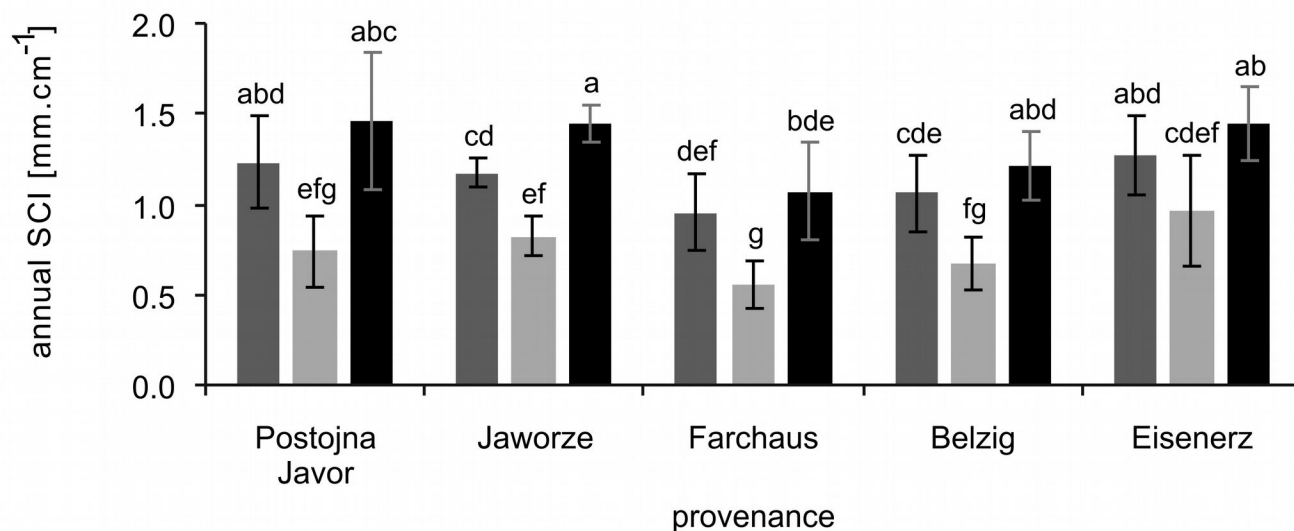 annual SCI [mm.cm⁻¹]
2.0
1.5
1.0
0.5
0.0
abd
efg
abc
cd
ef
a
def
g
bde
cde
fg
abd
abd
cdef
ab
Postojna
Javor
Jaworze
Farchaus
Belzig
Eisenerz
provenance